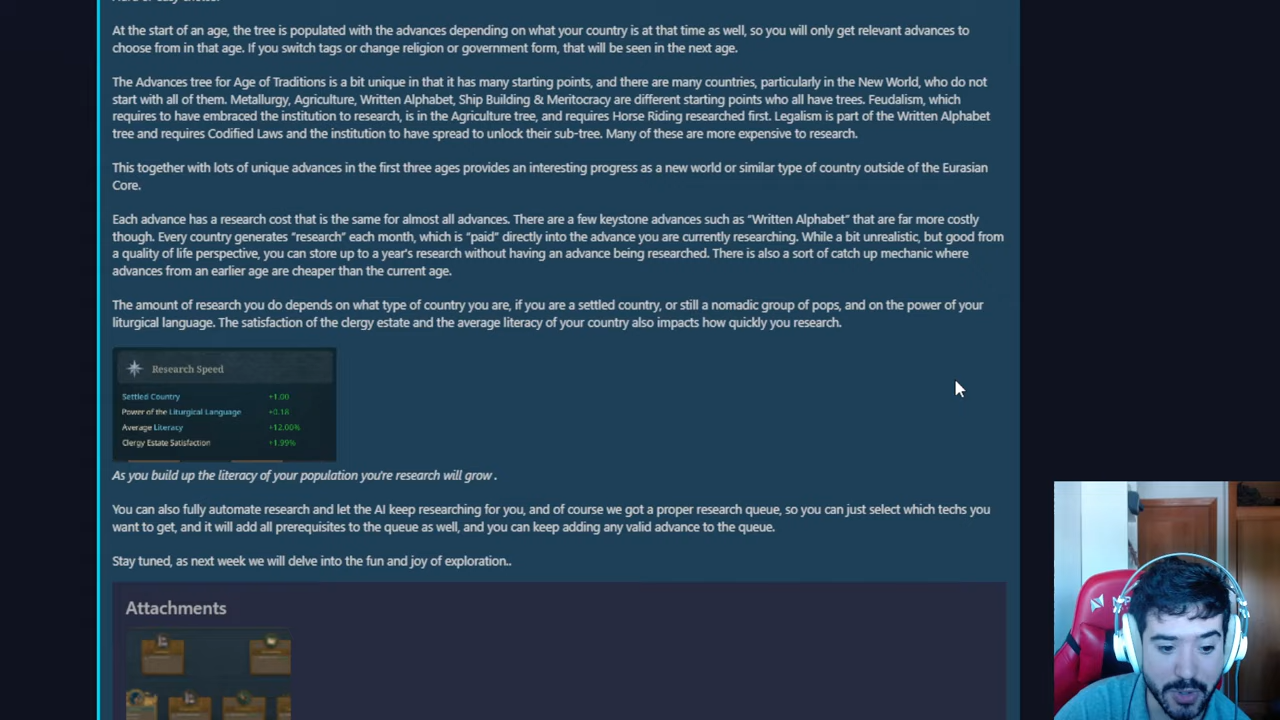 At the start of an age, the tree is populated with the advances depending on what your country is at that time as well, so you will only get relevant advances to
choose from in that age. If you switch tags or change religion or government form, that will be seen in the next age.
The Advances tree for Age of Traditions is a bit unique in that it has many starting points, and there are many countries, particularly in the New World, who do not
start with all of them. Metallurgy, Agriculture, Written Alphabet, Ship Building & Meritocracy are different starting points who all have trees. Feudalism, which
requires to have embraced the institution to research, is in the Agriculture tree, and requires Horse Riding researched first. Legalism is part of the Written Alphabet
tree and requires Codified Laws and the institution to have spread to unlock their sub-tree. Many of these are more expensive to research.
This together with lots of unique advances in the first three ages provides an interesting progress as a new world or similar type of country outside of the Eurasian
Core.
Each advance has a research cost that is the same for almost all advances. There are a few keystone advances such as “Written Alphabet” that are far more costly
though. Every country generates “research” each month, which is “paid” directly into the advance you are currently researching. While a bit unrealistic, but good from
a quality of life perspective, you can store up to a year's research without having an advance being researched. There is also a sort of catch up mechanic where
advances from an earlier age are cheaper than the current age.
The amount of research you do depends on what type of country you are, if you are a settled country, or still a nomadic group of pops, and on the power of your
liturgical language. The satisfaction of the clergy estate and the average literacy of your country also impacts how quickly you research.
Research Speed
Settled Country +1.00
Power of the Liturgical Language +0.18
Average Literacy +12.00%
Clergy Estate Satisfaction +1.99%
As you build up the literacy of your population you're research will grow .
You can also fully automate research and let the AI keep researching for you, and of course we got a proper research queue, so you can just select which techs you
want to get, and it will add all prerequisites to the queue as well, and you can keep adding any valid advance to the queue.
Stay tuned, as next week we will delve into the fun and joy of exploration..
Attachments